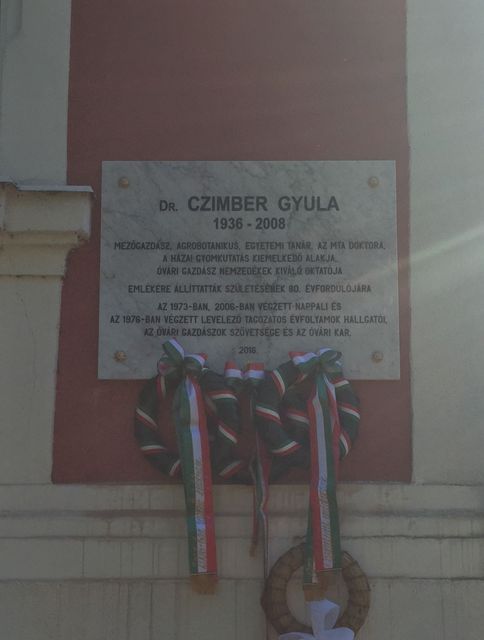 DR. CZIMBER GYULA
1936 - 2008
MEZŐGAZDÁSZ, AGROBOTANIKUS, EGYETEMI TANÁR, AZ MTA DOKTORA,
A HAZAI GYOMKUTATÁS KIEMELKEDŐ ALAKJA,
ÓVÁRI GAZDÁSZ NEMZEDÉKEK KIVÁLÓ OKTATÓJA
EMLÉKÉRE ÁLLÍTTATTÁK SZÜLETÉSÉNEK 80. ÉVFORDULÓJÁRA
AZ 1973-BAN, 2006-BAN VÉGZETT NAPPALI ÉS
AZ 1976-BAN VÉGZETT LEVELEZŐ TAGOZATOS ÉVFOLYAMOK HALLGATÓI,
AZ ÓVÁRI GAZDÁSZOK SZÖVETSÉGE ÉS AZ ÓVÁRI KAR.
2016.